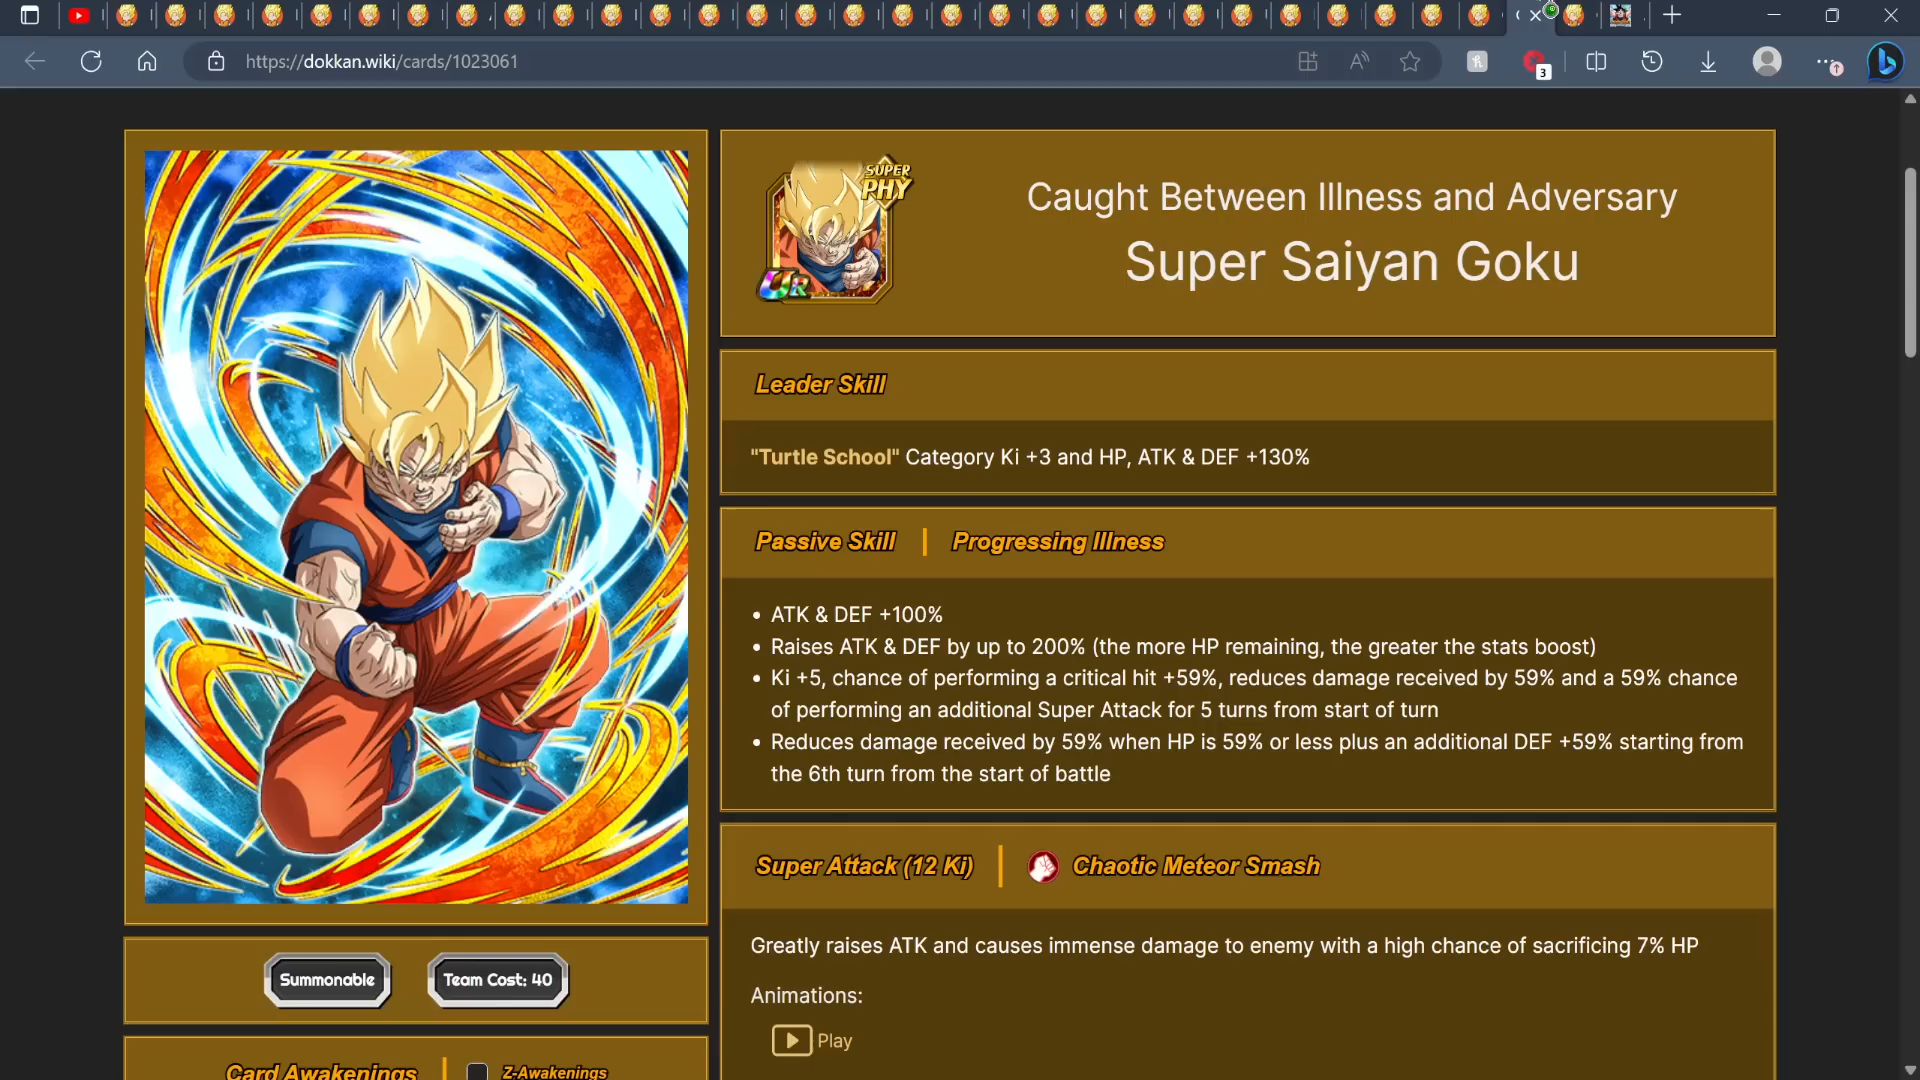 https://dokkan.wiki/cards/1023061
3
SUPER
PHY
UR
Caught Between Illness and Adversary
Super Saiyan Goku
Leader Skill
"Turtle School" Category Ki +3 and HP, ATK & DEF +130%
Passive Skill | Progressing Illness
• ATK & DEF +100%
• Raises ATK & DEF by up to 200% (the more HP remaining, the greater the stats boost)
• Ki +5, chance of performing a critical hit +59%, reduces damage received by 59% and a 59% chance
of performing an additional Super Attack for 5 turns from start of turn
• Reduces damage received by 59% when HP is 59% or less plus an additional DEF +59% starting from
the 6th turn from the start of battle
Super Attack (12 Ki) | Chaotic Meteor Smash
Greatly raises ATK and causes immense damage to enemy with a high chance of sacrificing 7% HP
Animations:
Play
Summonable
Team Cost: 40
Card Awakenings | Z-Awakenings